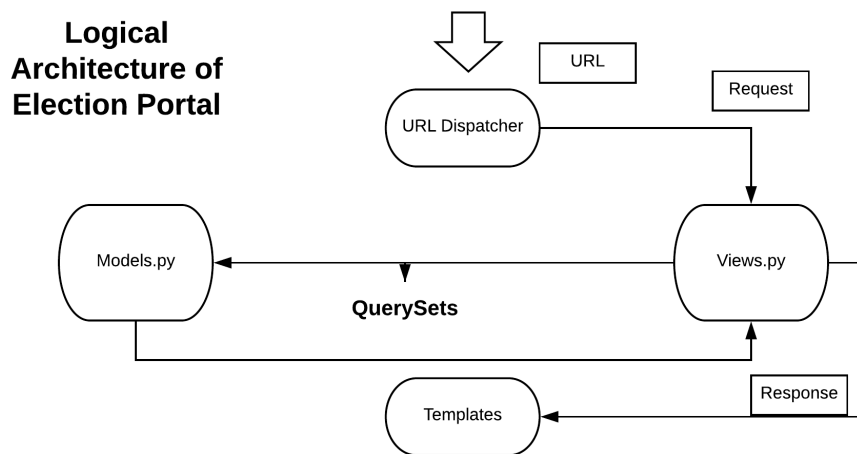 Logical
Architecture of
Election Portal
URL
Request
URL Dispatcher
Models.py
Views.py
QuerySets
Response
Templates